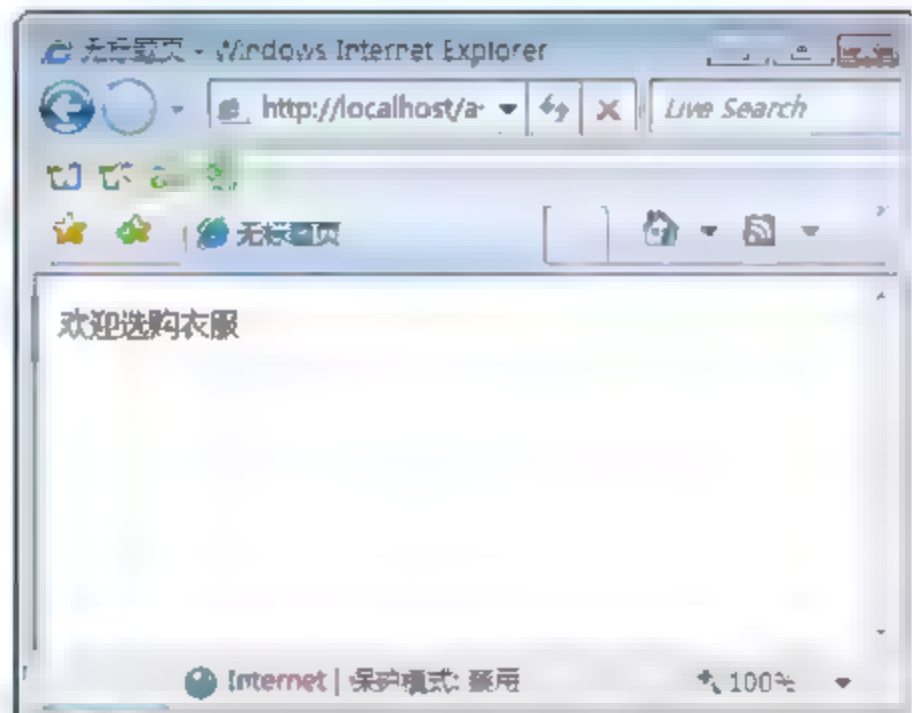 无标题页 - Windows Internet Explorer
http://localhost/a
Live Search
无标题页
欢迎选购衣服
Internet | 保护模式: 禁用
100%